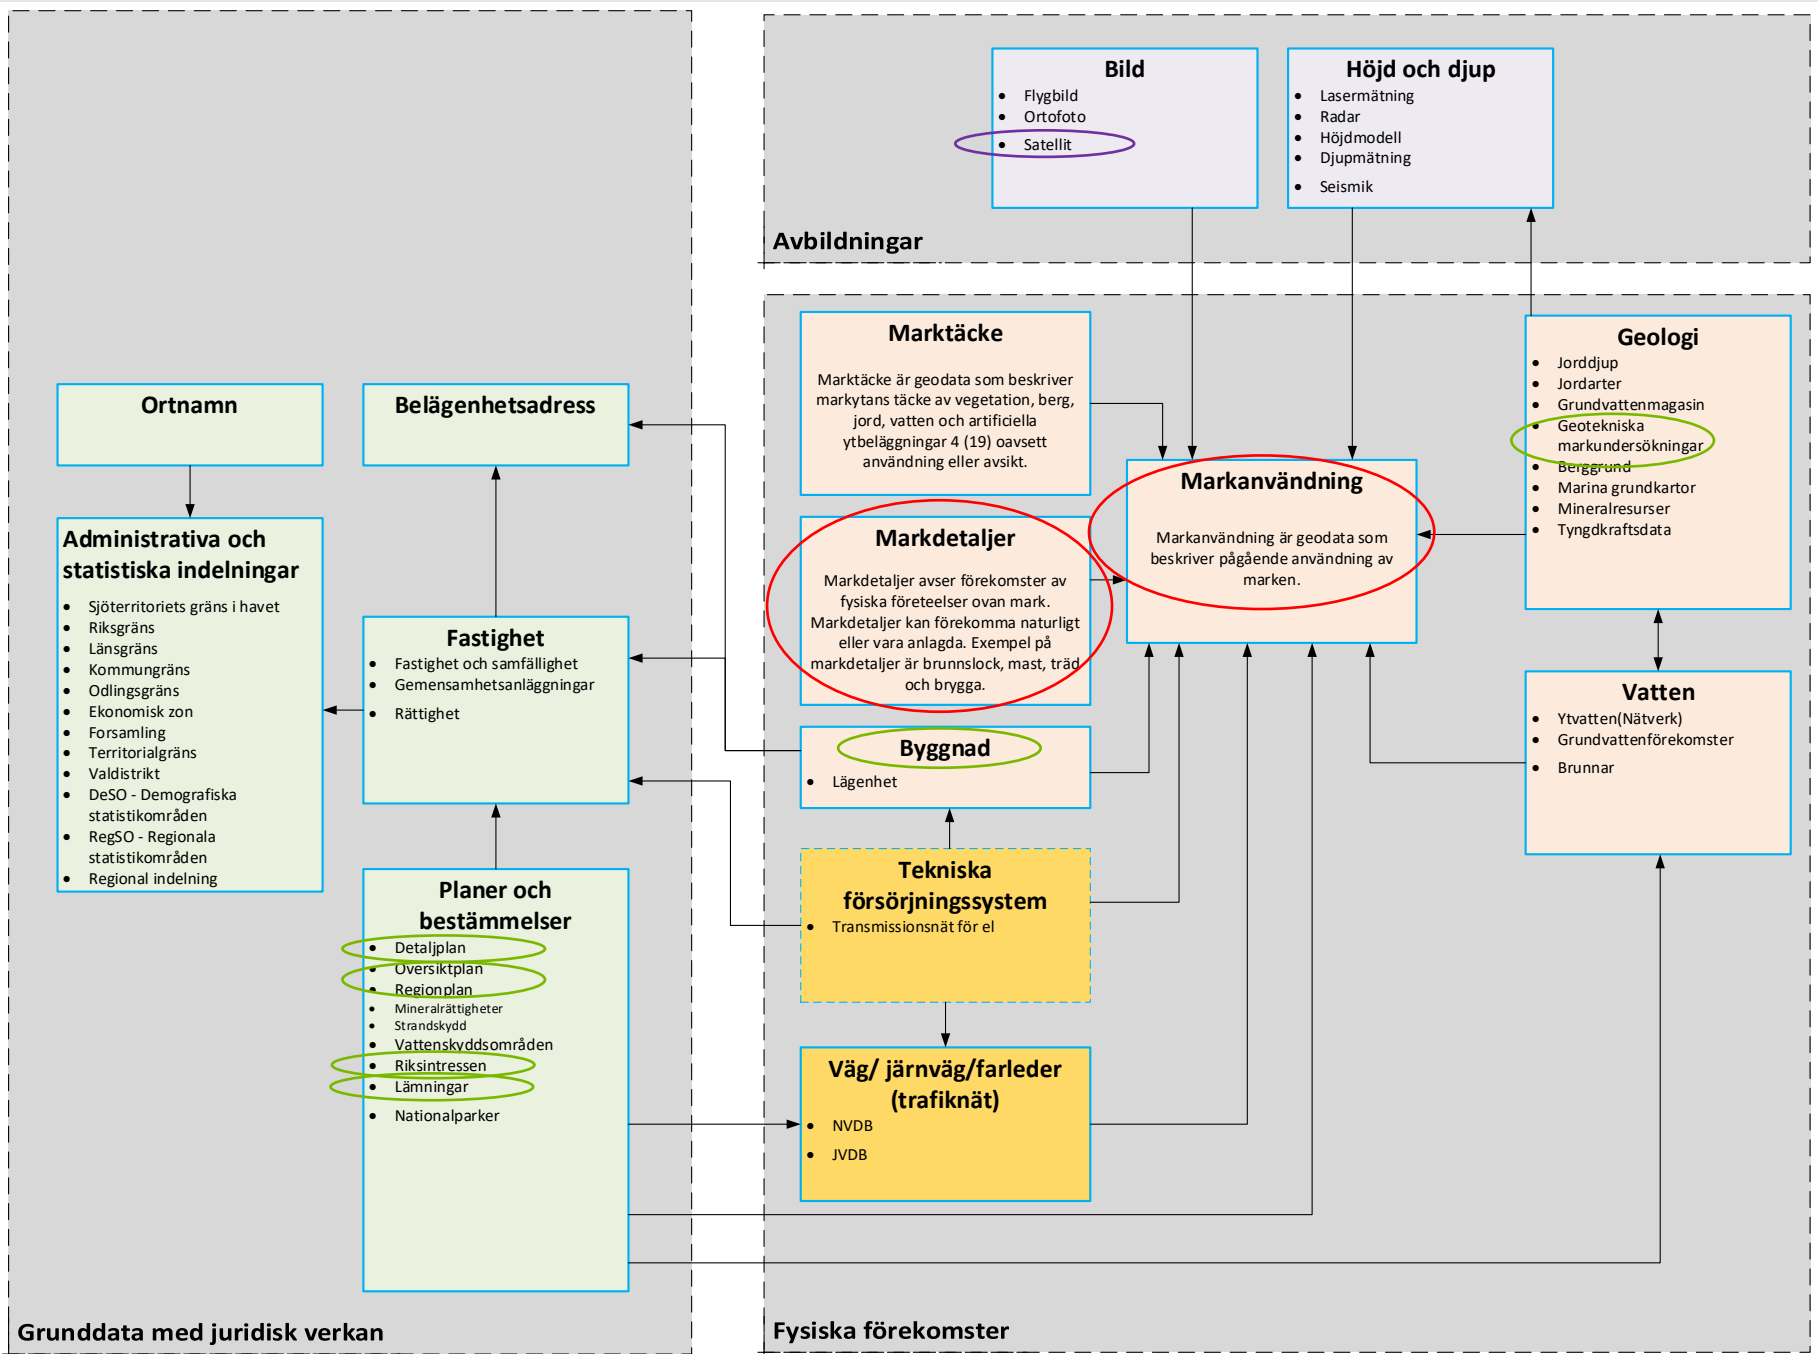 Bild
Flygbild
Ortofoto
Satellit
Höjd och djup
Lasermätning
Radar
Höjdmodell
Djupmätning
Seismik
Avbildningar
Ortnamn
Belägenhetsadress
Administrativa och
statistiska indelningar
Sjöterritoriets gräns i havet
Riksgräns
Länsgräns
Kommungräns
Odlingsgräns
Ekonomisk zon
Forsamling
Territorialgräns
Valdistrikt
DeSO - Demografiska
statistikområden
RegSO - Regionala
statistikområden
Regional indelning
Fastighet
Fastighet och samfällighet
Gemensamhetsanläggningar
Rättighet
Planer och
bestämmelser
Detaljplan
Översiktplan
Regionplan
Mineralrättigheter
Strandskydd
Vattenskyddsområden
Riksintressen
Lämningar
Nationalparker
Grunddata med juridisk verkan
Marktäcke
Marktäcke är geodata som beskriver
markytans täcke av vegetation, berg,
jord, vatten och artificiella
ytbeläggningar 4 (19) oavsett
användning eller avsikt.
Markdetaljer
Markdetaljer avser förekomster av
fysiska företeelser ovan mark.
Markdetaljer kan förekomma naturligt
eller vara anlagda. Exempel på
markdetaljer är brunnslock, mast, träd
och brygga.
Markanvändning
Markanvändning är geodata som
beskriver pågående användning av
marken.
Geologi
Jorddjup
Jordarter
Grundvattenmagasin
Geotekniska
markundersökningar
Berggrund
Marina grundkartor
Mineralresurser
Tyngdkraftsdata
Byggnad
Lägenhet
Vatten
Ytvatten(Nätverk)
Grundvattenförekomster
Brunnar
Tekniska
försörjningssystem
Transmissionsnät för el
Väg/ järnväg/farleder
(trafiknät)
NVDB
JVDB
Fysiska förekomster